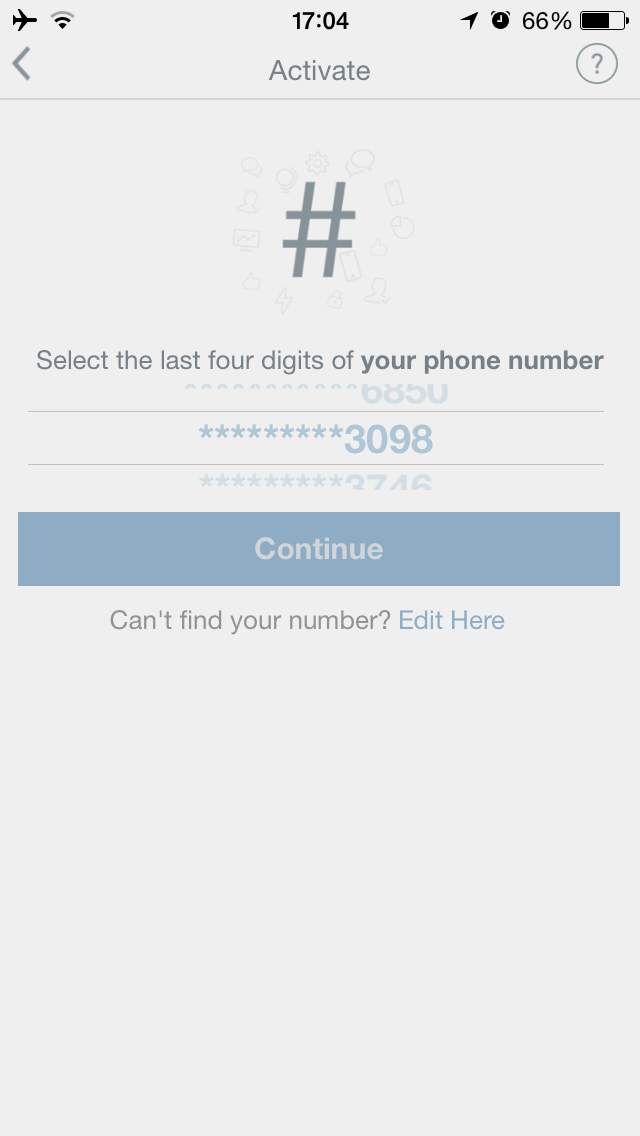 17:04 66%
Activate ?
#
Select the last four digits of your phone number
***********6850
*********3098
*********3746
Continue
Can't find your number? Edit Here